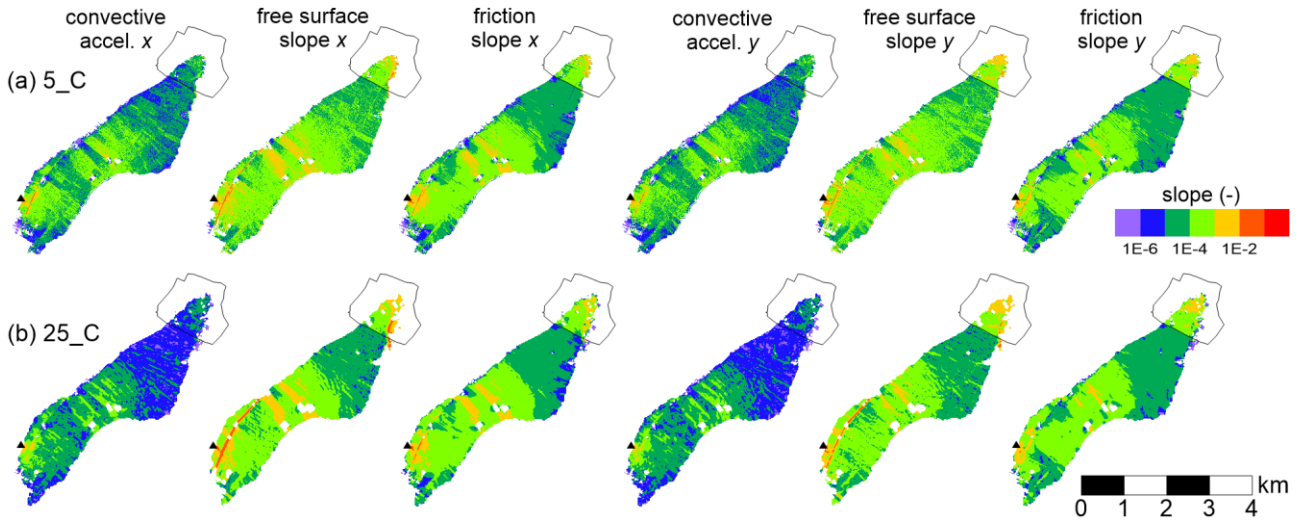 convective
accel. x
free surface
slope x
friction
slope x
convective
accel. y
free surface
slope y
friction
slope y
(a) 5_C
slope (-)
1E-6 1E-4 1E-2
(b) 25_C
km
0 1 2 3 4